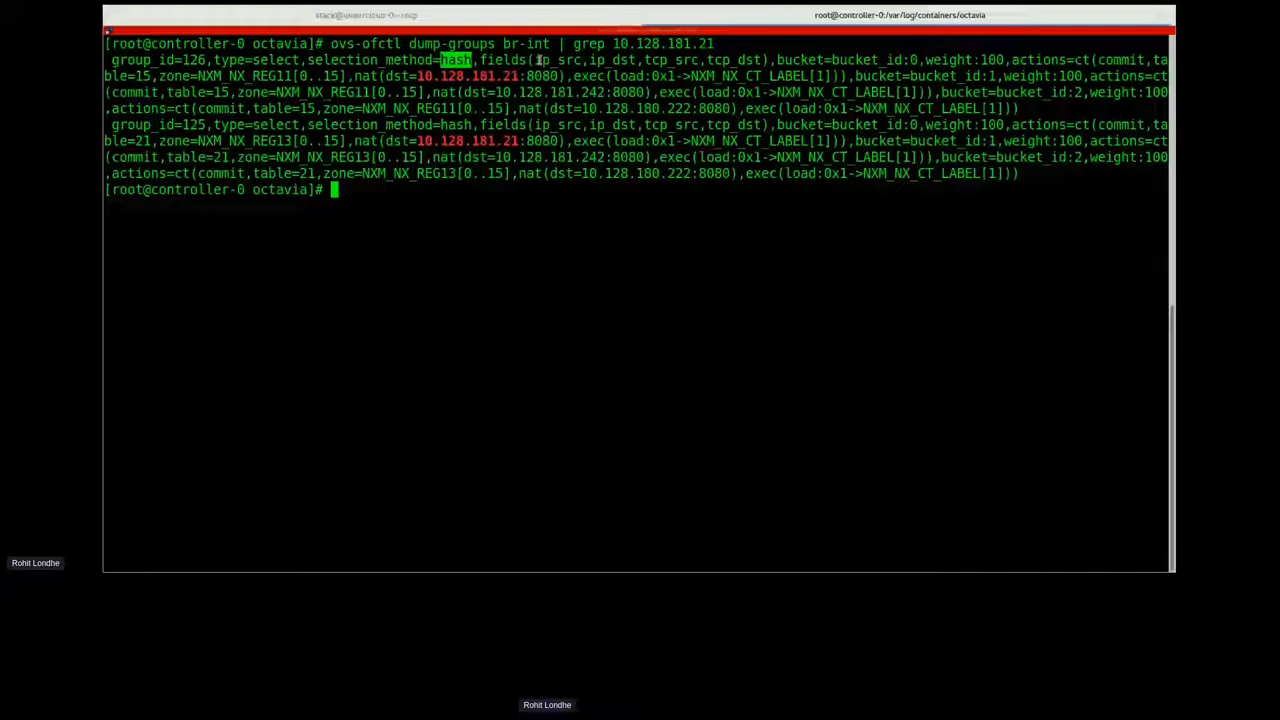 root@controller-0:/var/log/containers/octavia
[root@controller-0 octavia]# ovs-ofctl dump-groups br-int | grep 10.128.181.21
group_id=126,type=select,selection_method=hash,fields(ip_src,ip_dst,tcp_src,tcp_dst),bucket=bucket_id:0,weight:100,actions=ct(commit,ta
ble=15,zone=NXM_NX_REG11[0..15],nat(dst=10.128.181.21:8080),exec(load:0x1->NXM_NX_CT_LABEL[1])),bucket=bucket_id:1,weight:100,actions=ct
(commit,table=15,zone=NXM_NX_REG11[0..15],nat(dst=10.128.181.242:8080),exec(load:0x1->NXM_NX_CT_LABEL[1])),bucket=bucket_id:2,weight:100
,actions=ct(commit,table=15,zone=NXM_NX_REG11[0..15],nat(dst=10.128.180.222:8080),exec(load:0x1->NXM_NX_CT_LABEL[1]))
group_id=125,type=select,selection_method=hash,fields(ip_src,ip_dst,tcp_src,tcp_dst),bucket=bucket_id:0,weight:100,actions=ct(commit,ta
ble=21,zone=NXM_NX_REG13[0..15],nat(dst=10.128.181.21:8080),exec(load:0x1->NXM_NX_CT_LABEL[1])),bucket=bucket_id:1,weight:100,actions=ct
(commit,table=21,zone=NXM_NX_REG13[0..15],nat(dst=10.128.181.242:8080),exec(load:0x1->NXM_NX_CT_LABEL[1])),bucket=bucket_id:2,weight:100
,actions=ct(commit,table=21,zone=NXM_NX_REG13[0..15],nat(dst=10.128.180.222:8080),exec(load:0x1->NXM_NX_CT_LABEL[1]))
[root@controller-0 octavia]#
Rohit Londhe
Rohit Londhe